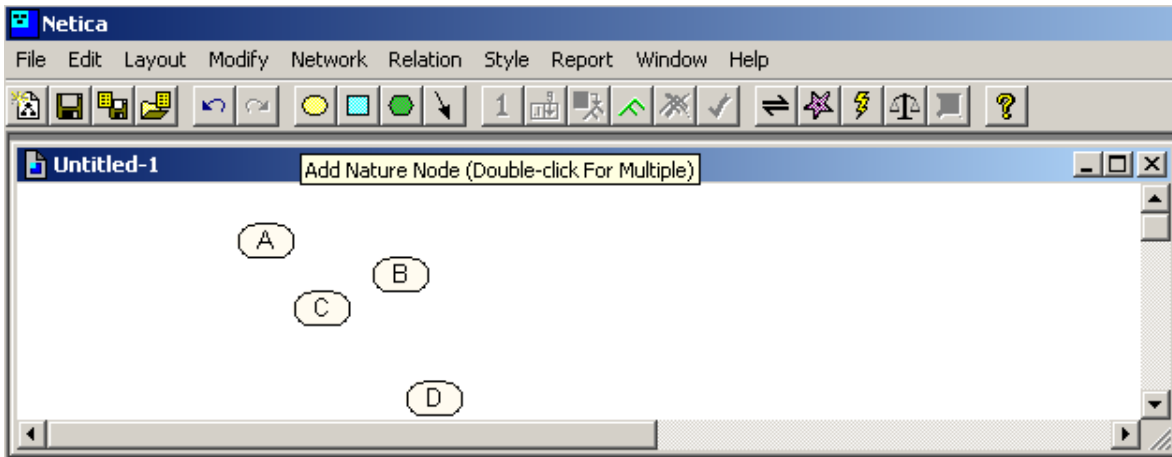 Netica
File Edit Layout Modify Network Relation Style Report Window Help
1
?
Untitled-1
Add Nature Node (Double-click For Multiple)
A
B
C
D